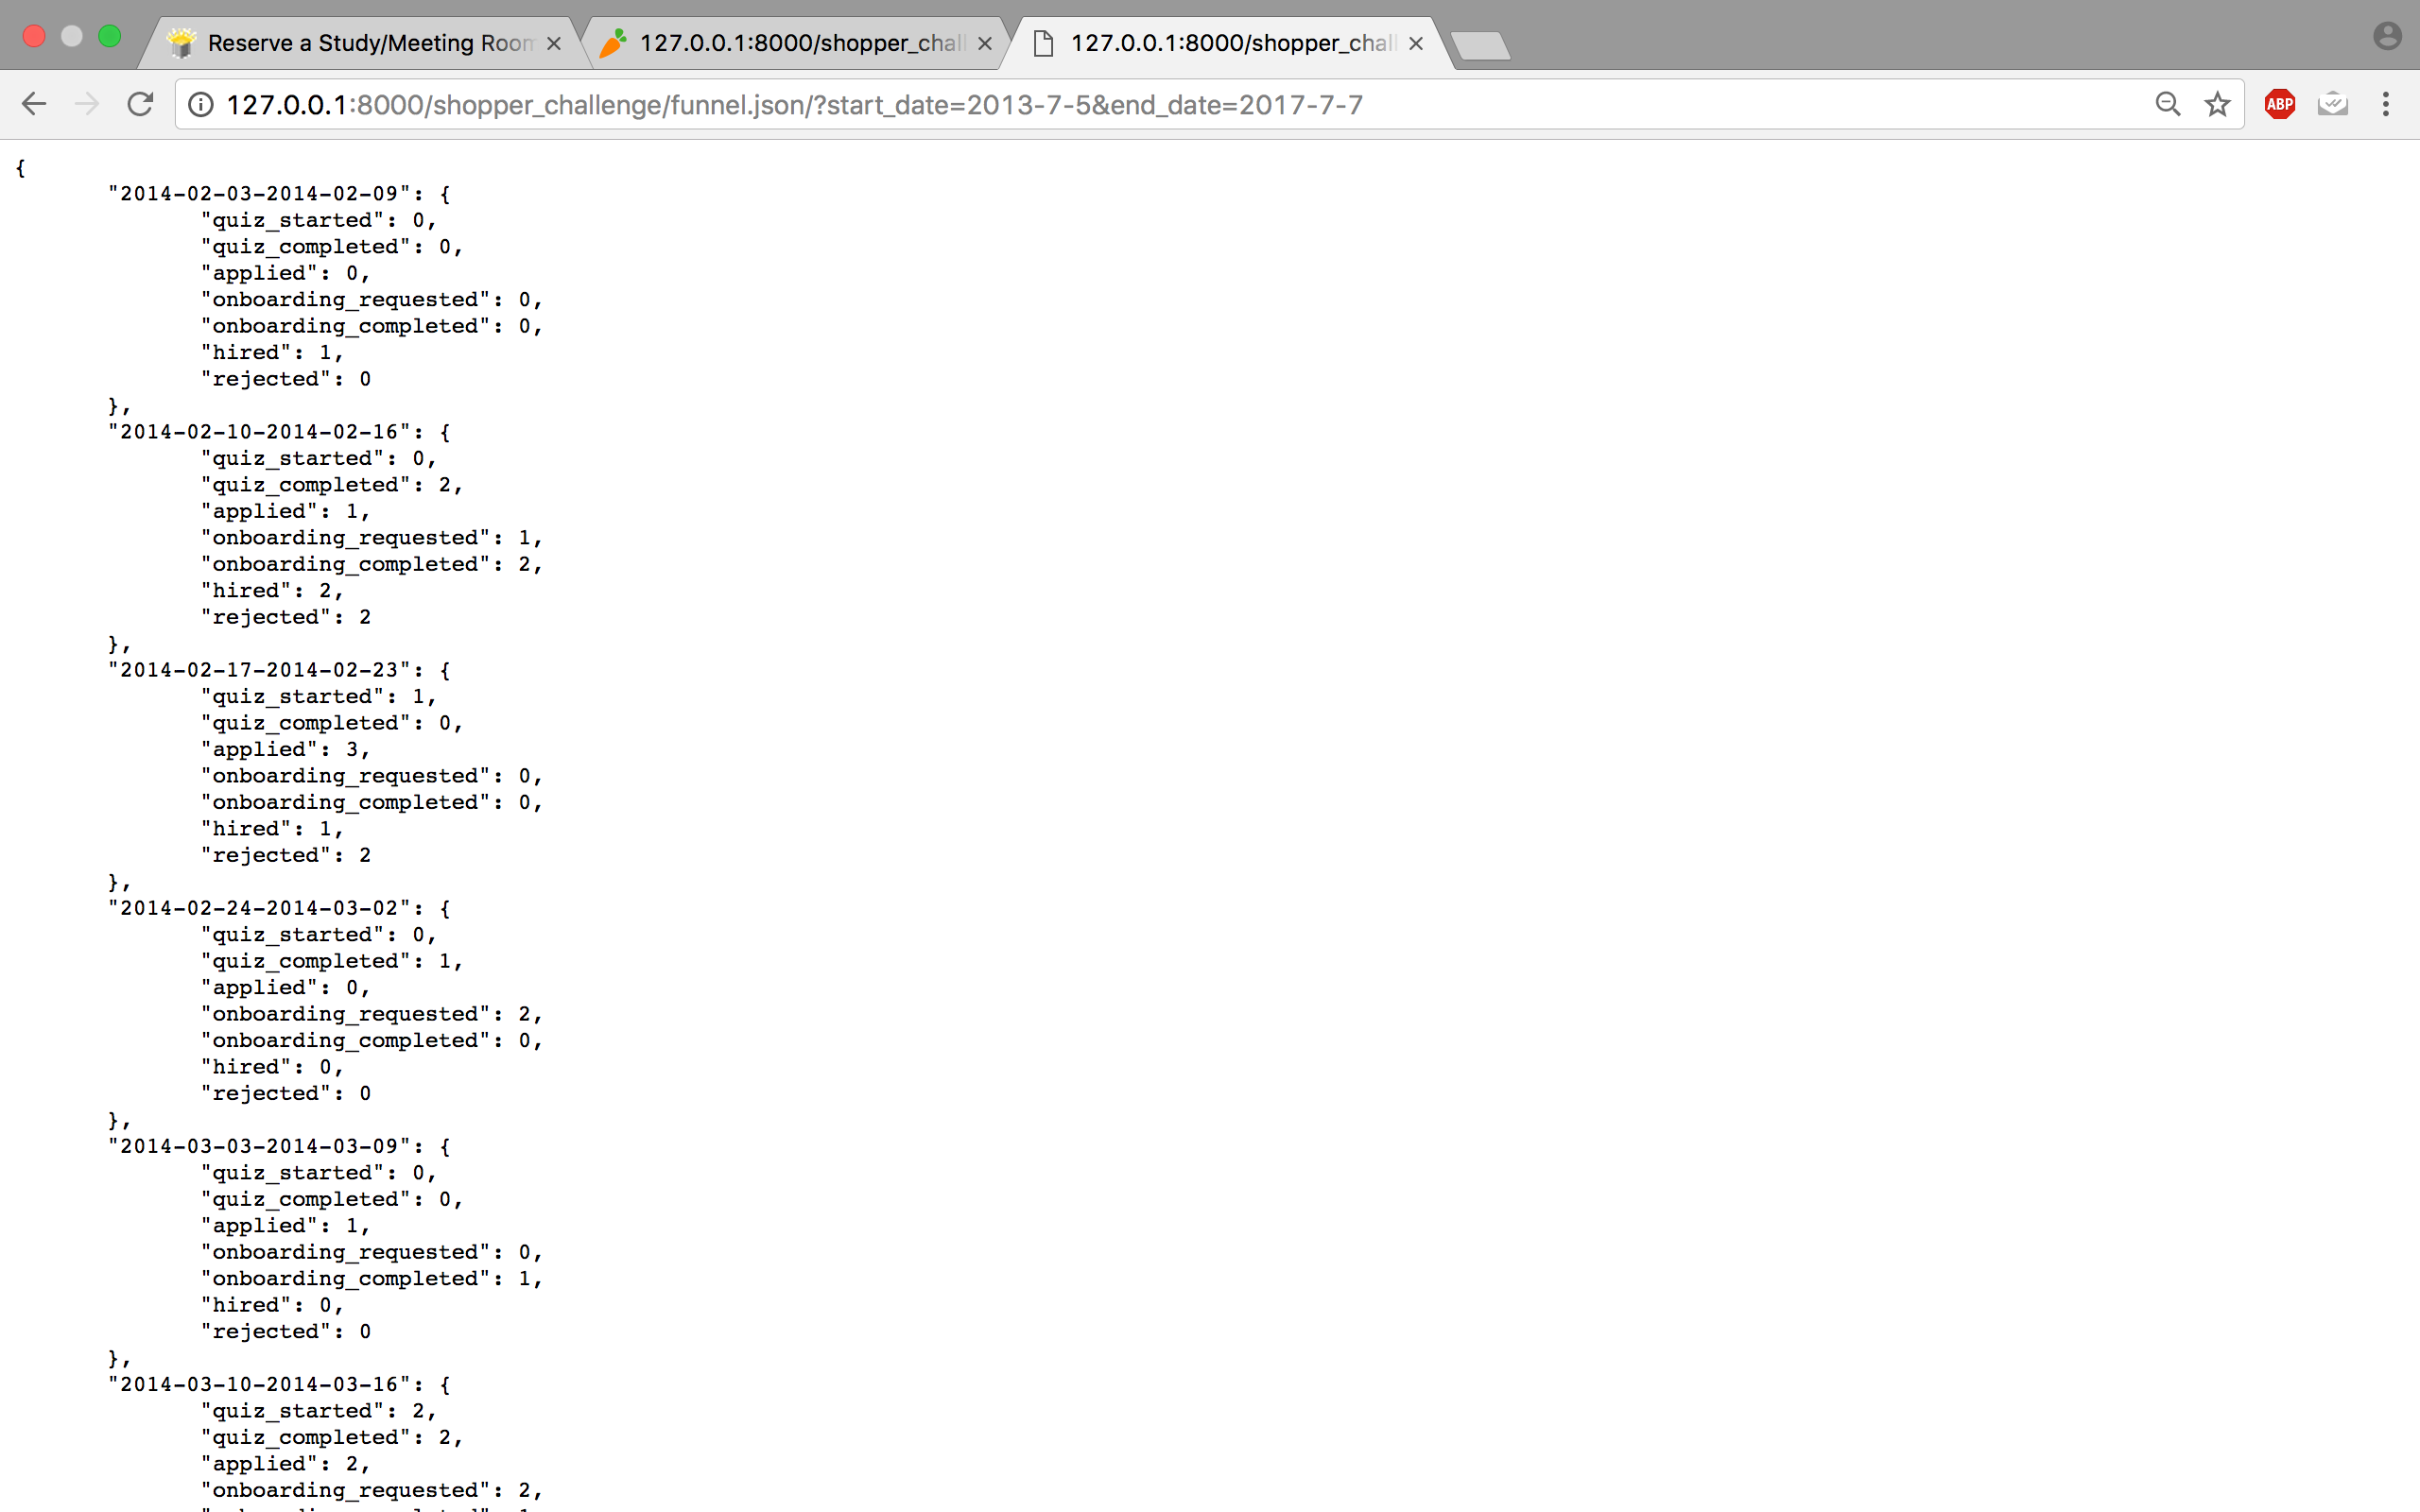 Reserve a Study/Meeting Room
127.0.0.1:8000/shopper_chal
127.0.0.1:8000/shopper_chal
127.0.0.1:8000/shopper_challenge/funnel.json/?start_date=2013-7-5&end_date=2017-7-7
ABP
{
"2014-02-03-2014-02-09": {
"quiz_started": 0,
"quiz_completed": 0,
"applied": 0,
"onboarding_requested": 0,
"onboarding_completed": 0,
"hired": 1,
"rejected": 0
},
"2014-02-10-2014-02-16": {
"quiz_started": 0,
"quiz_completed": 2,
"applied": 1,
"onboarding_requested": 1,
"onboarding_completed": 2,
"hired": 2,
"rejected": 2
},
"2014-02-17-2014-02-23": {
"quiz_started": 1,
"quiz_completed": 0,
"applied": 3,
"onboarding_requested": 0,
"onboarding_completed": 0,
"hired": 1,
"rejected": 2
},
"2014-02-24-2014-03-02": {
"quiz_started": 0,
"quiz_completed": 1,
"applied": 0,
"onboarding_requested": 2,
"onboarding_completed": 0,
"hired": 0,
"rejected": 0
},
"2014-03-03-2014-03-09": {
"quiz_started": 0,
"quiz_completed": 0,
"applied": 1,
"onboarding_requested": 0,
"onboarding_completed": 1,
"hired": 0,
"rejected": 0
},
"2014-03-10-2014-03-16": {
"quiz_started": 2,
"quiz_completed": 2,
"applied": 2,
"onboarding_requested": 2,